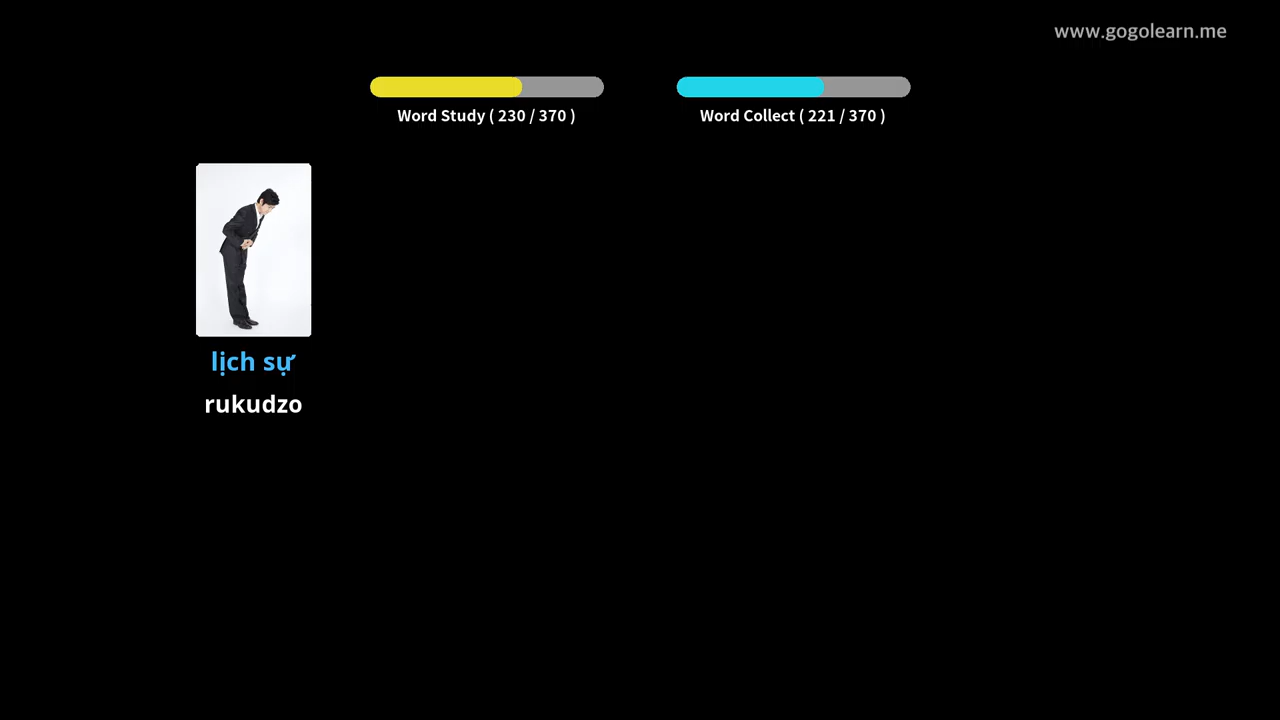 www.gogolearn.me
Word Study ( 230 / 370 )
Word Collect ( 221 / 370 )
lịch sự
rukudzo